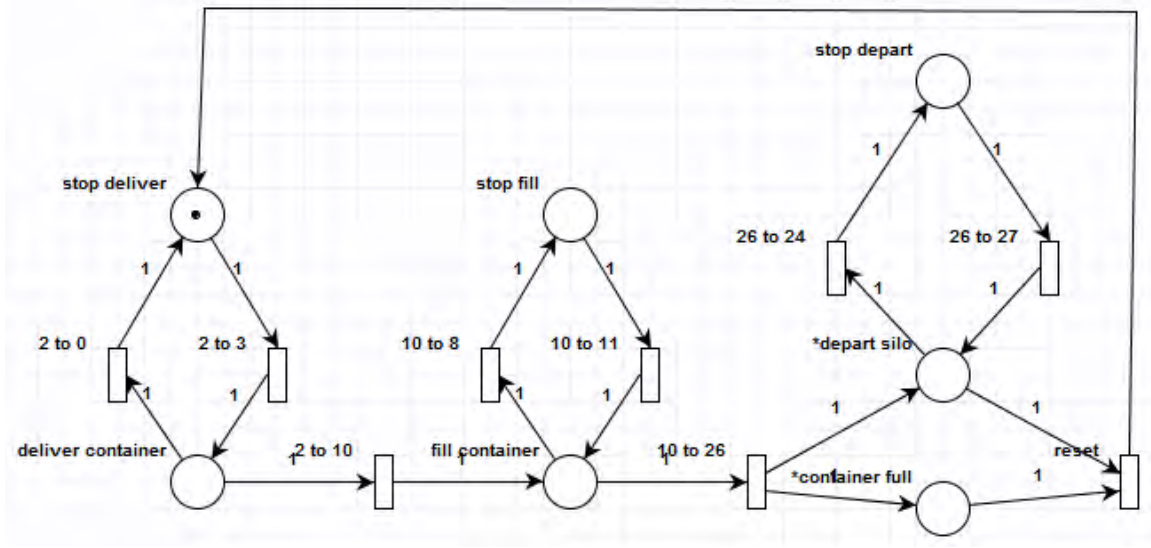 stop depart
1
1
stop deliver
stop fill
26 to 24
26 to 27
1
1
1
1
1
1
2 to 0
2 to 3
10 to 8
10 to 11
*depart silo
1
1
1
1
1
1
deliver container
1
2 to 10
fill container
1
1
10 to 26
reset
*container full
1
1